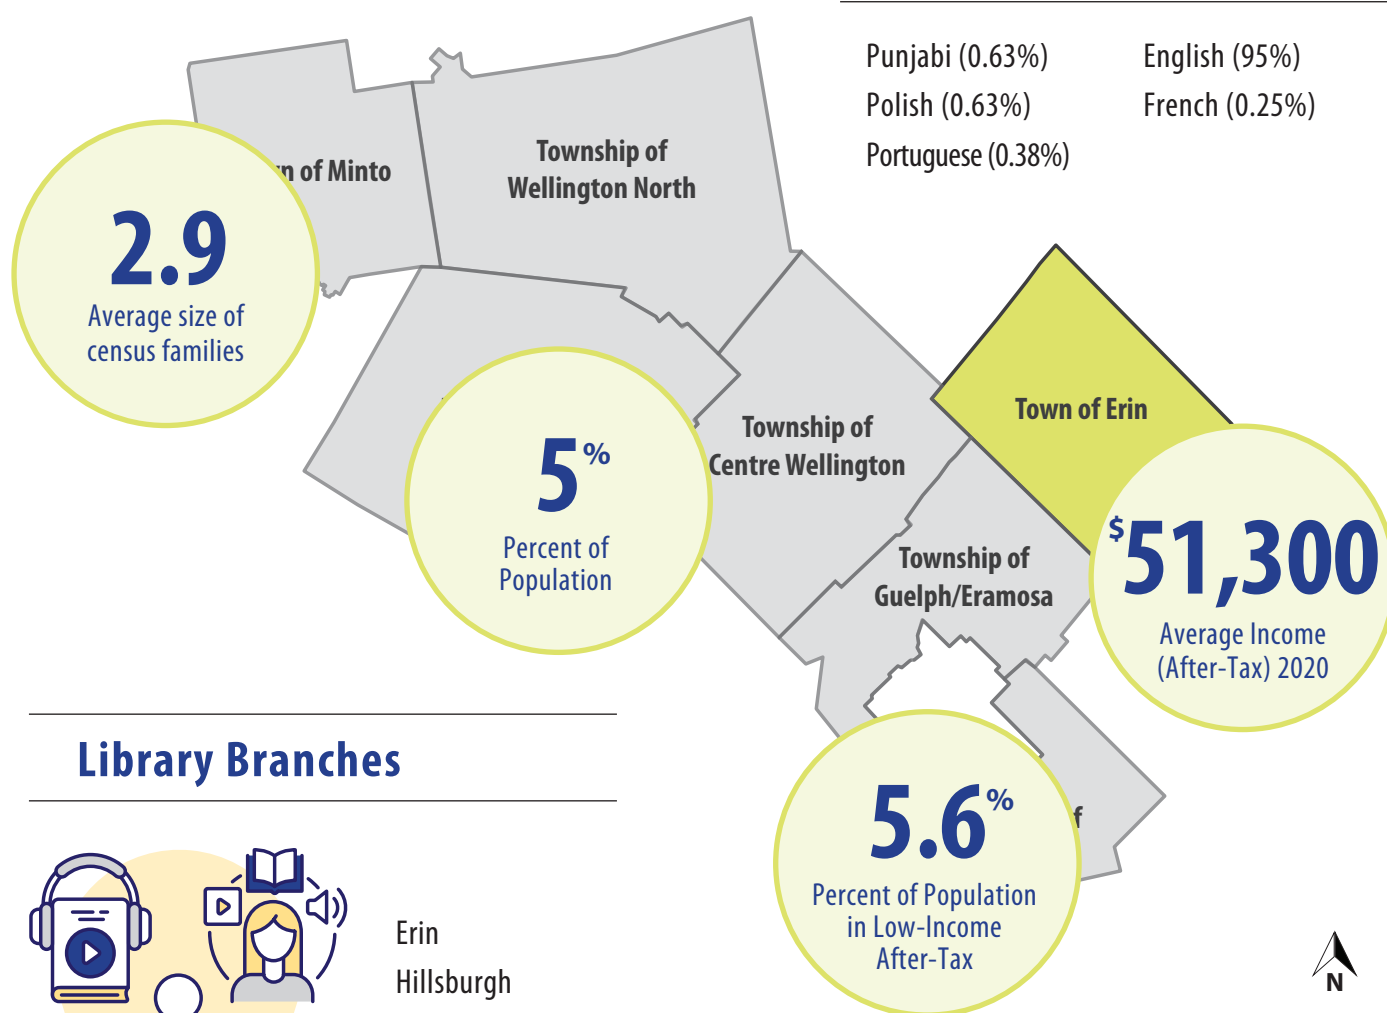 Punjabi (0.63%)
English (95%)
Polish (0.63%)
French (0.25%)
Portuguese (0.38%)
of Minto
Township of
Wellington North
2.9
Average size of
census families
Town of Erin
Township of
Centre Wellington
5%
Percent of
Population
$51,300
Average Income
(After-Tax) 2020
Township of
Guelph/Eramosa
Library Branches
5.6%
Percent of Population
in Low-Income
After-Tax
Erin
Hillsburgh
N